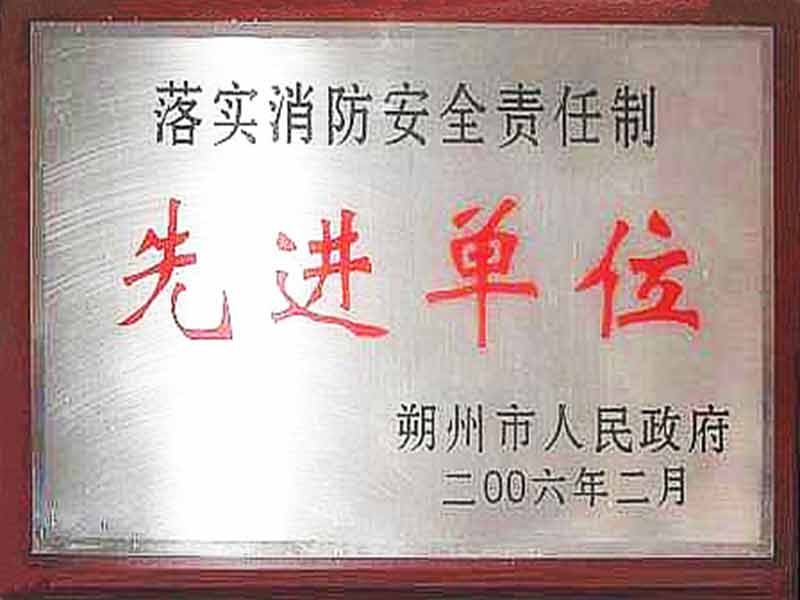 落实消防安全责任制
先进单位
朔州市人民政府
二00六年二月